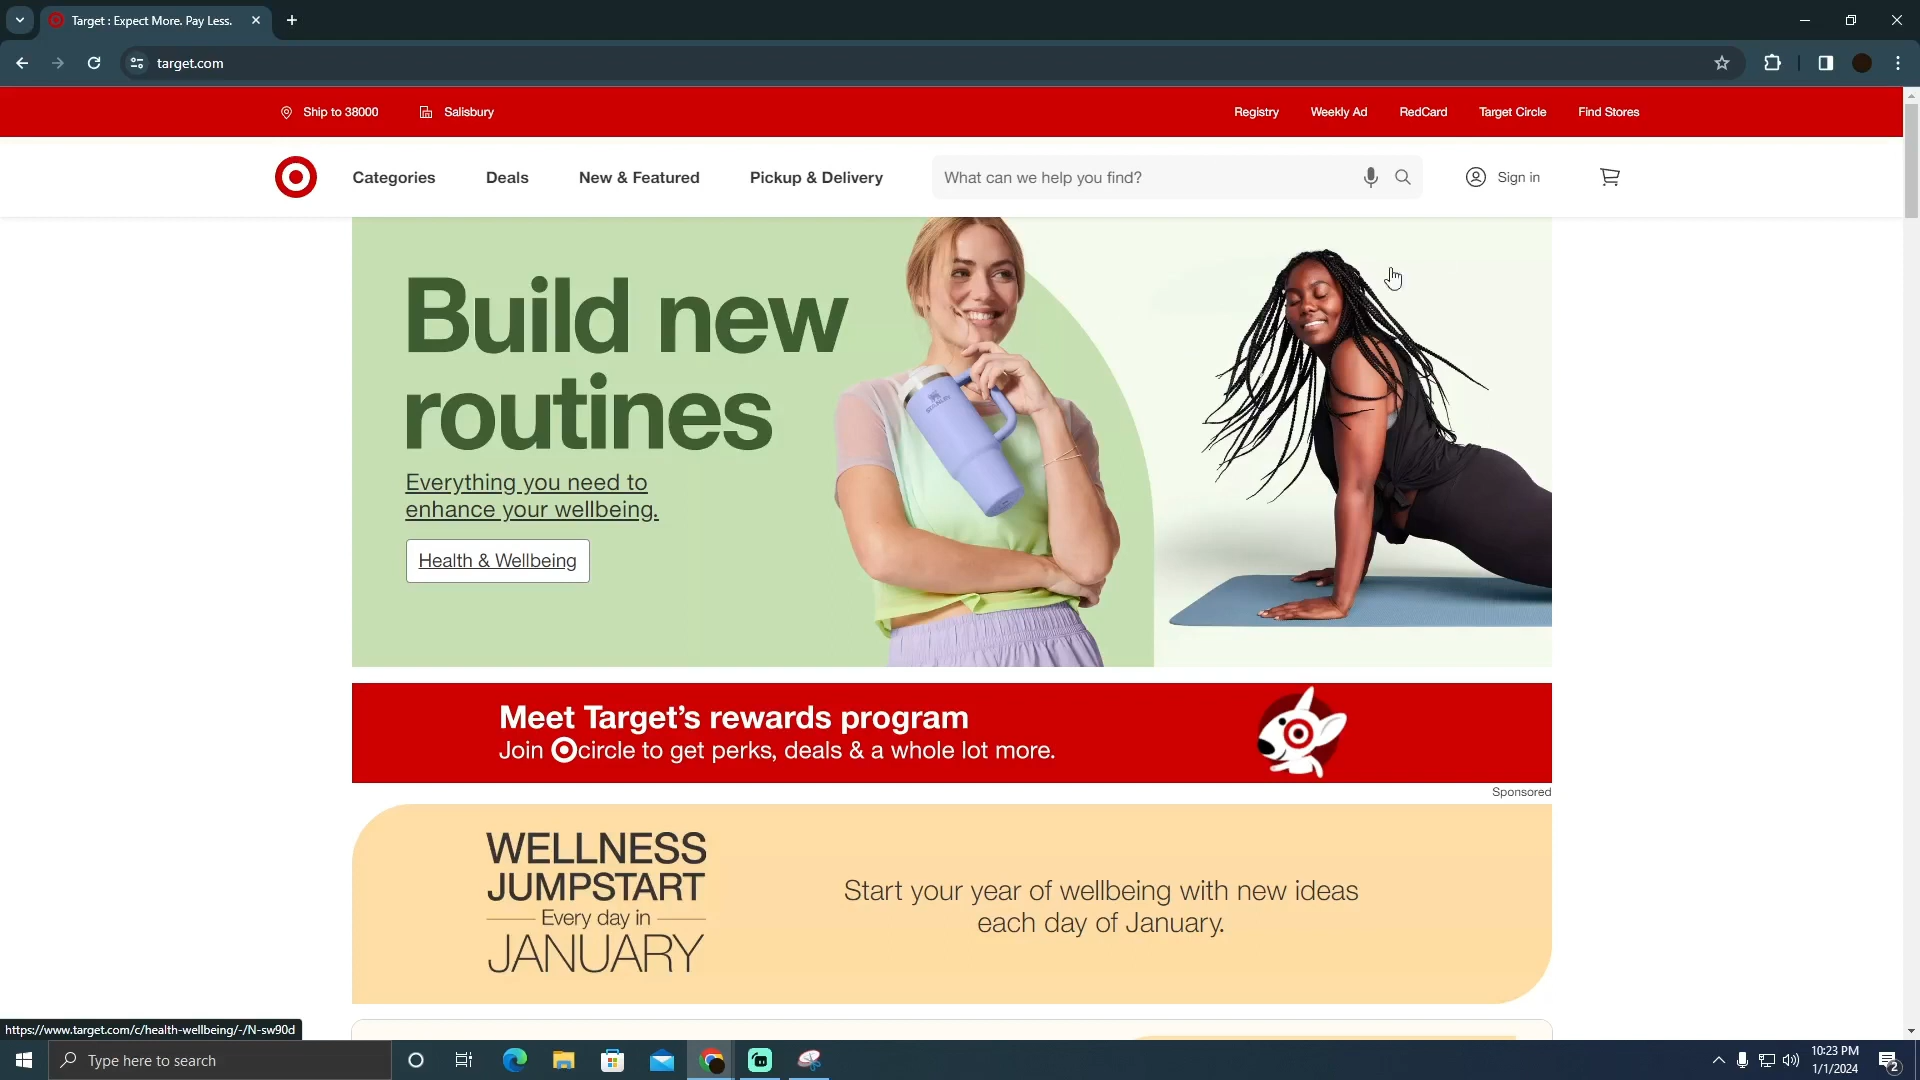 Target : Expect More. Pay Less.
target.com
Ship to 38000
Salisbury
Registry
Weekly Ad
RedCard
Target Circle
Find Stores
Categories
Deals
New & Featured
Pickup & Delivery
What can we help you find?
Sign in
Build new
routines
Everything you need to
enhance your wellbeing.
Health & Wellbeing
STANLEY
Meet Target's rewards program
Join circle to get perks, deals & a whole lot more.
Sponsored
WELLNESS
JUMPSTART
Every day in
JANUARY
Start your year of wellbeing with new ideas
each day of January.
https://www.target.com/c/health-wellbeing/-/N-sw90d
Type here to search
10:23 PM
1/1/2024
2